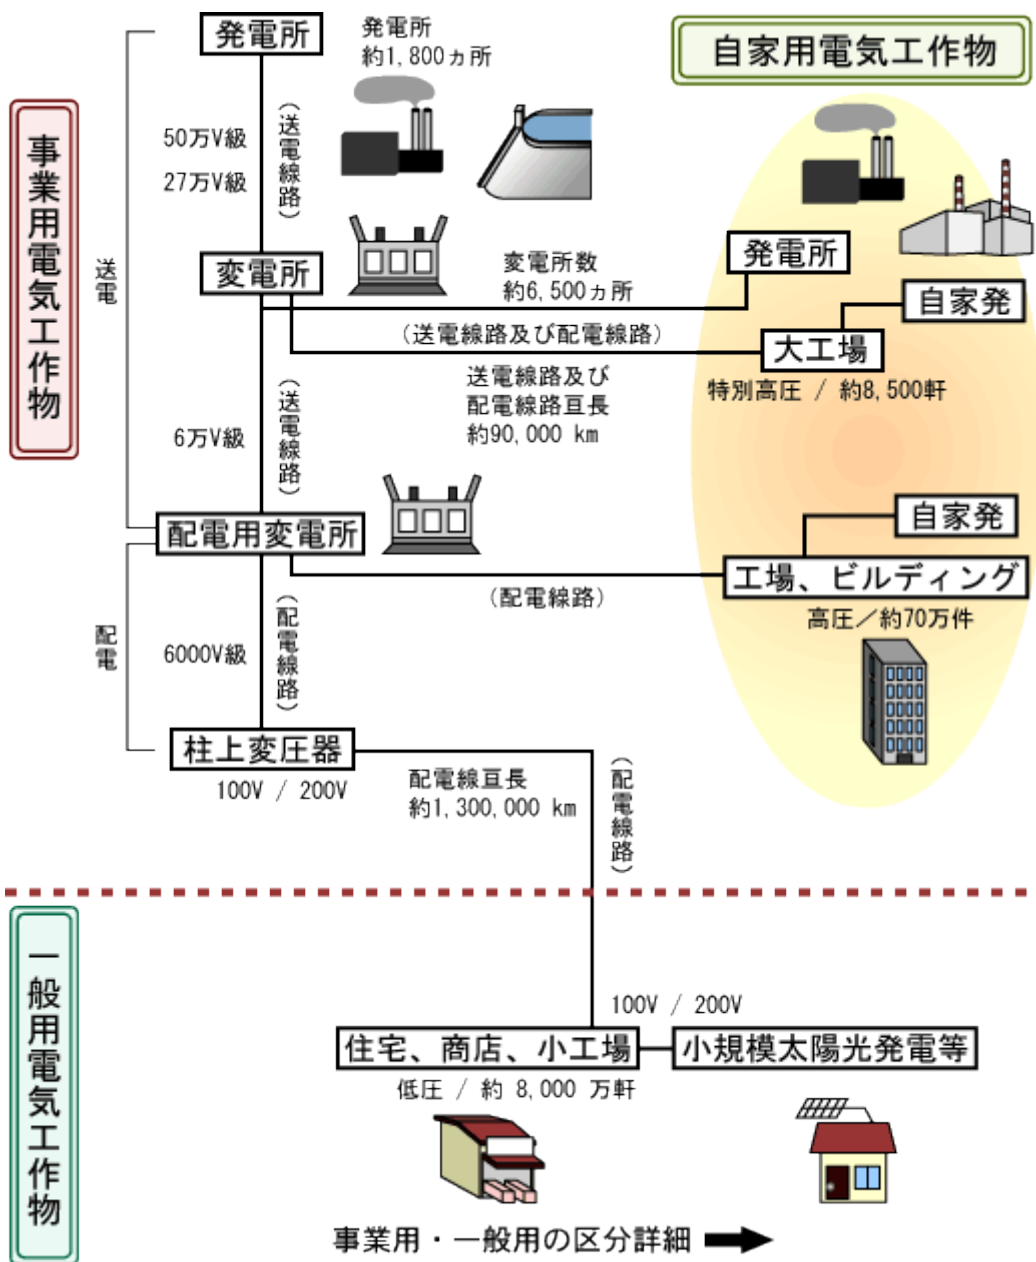 発電所
発電所
約1,800ヵ所
自家用電気工作物
事業用電気工作物
50万V級
27万V級
(送電線路)
送電
変電所
変電所数
約6,500ヵ所
発電所
自家発
(送電線路及び配電線路)
大工場
特別高圧 / 約8,500軒
送電線路及び
配電線路亘長
約90,000 km
6万V級
(送電線路)
配電用変電所
自家発
工場、ビルディング
(配電線路)
高圧／約70万件
配電
6000V級
(配電線路)
柱上変圧器
100V / 200V
配電線亘長
約1,300,000 km
(配電線路)
一般用電気工作物
100V / 200V
住宅、商店、小工場
小規模太陽光発電等
低圧 / 約 8,000 万軒
事業用・一般用の区分詳細